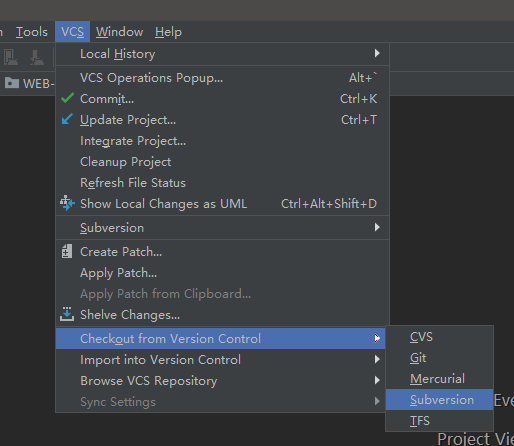 Tools VCS Window Help
WEB-
Local History
VCS Operations Popup... Alt+`
Commit... Ctrl+K
Update Project... Ctrl+T
Integrate Project...
Cleanup Project
Refresh File Status
Show Local Changes as UML Ctrl+Alt+Shift+D
Subversion
Create Patch...
Apply Patch...
Apply Patch from Clipboard...
Shelve Changes...
Checkout from Version Control
Import into Version Control
Browse VCS Repository
Sync Settings
CVS
Git
Mercurial
Subversion
TFS
Eve
Project Vie